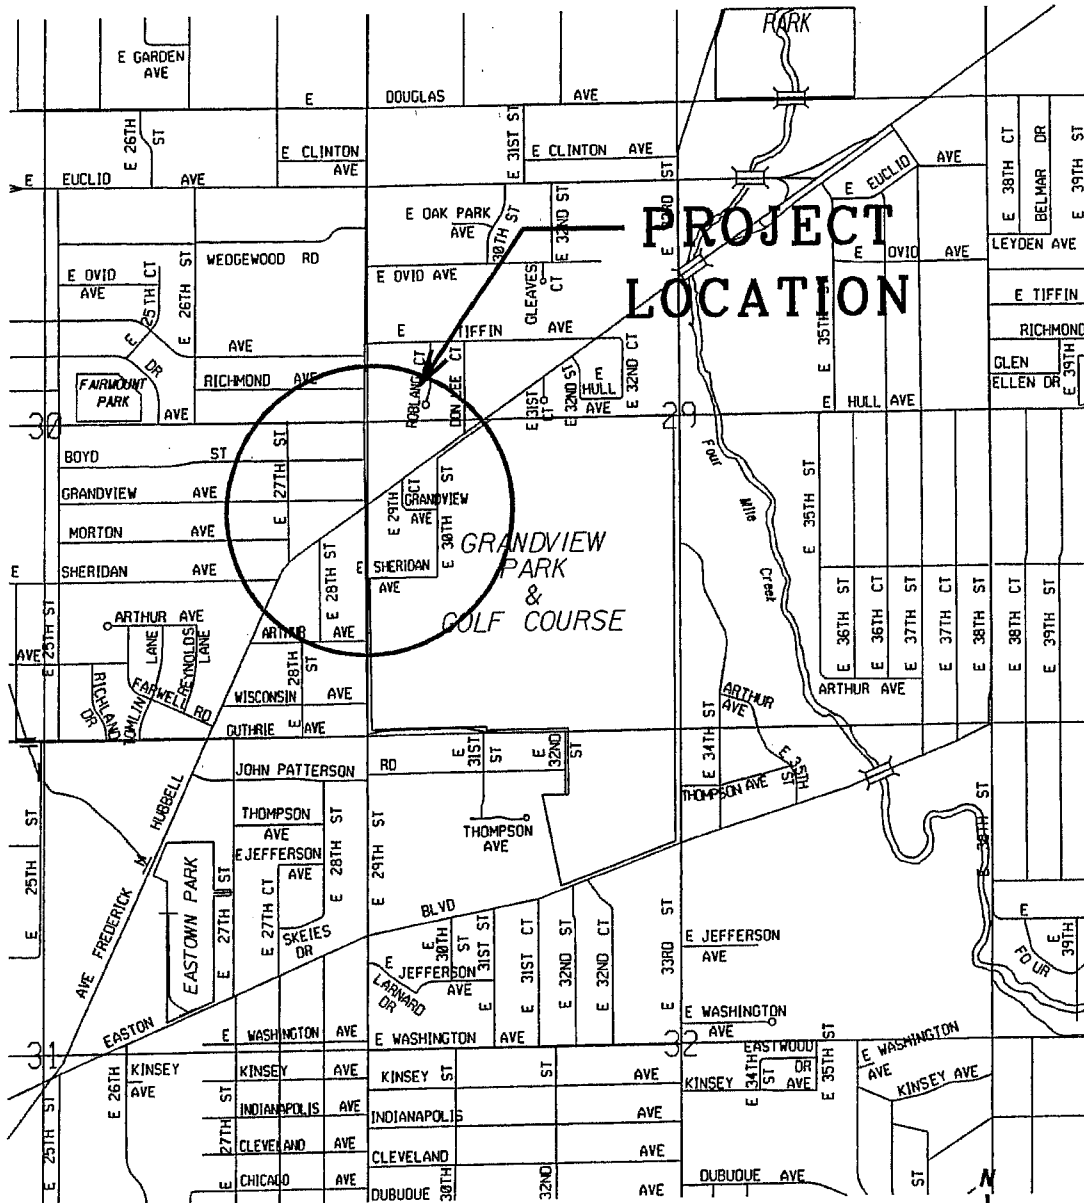 PARK
E GARDEN
AVE
E DOUGLAS AVE
E 26TH ST
E CLINTON
AVE
E 31ST ST
E CLINTON AVE
E EUCLID AVE
E EUCLID AVE
E 38TH CT
BELMAR DR
E 39TH ST
E OAK PARK
AVE
30TH ST
E 32ND ST
E 33RD ST
PROJECT
LOCATION
LEYDEN AVE
WEDGEWOOD RD
E OVID AVE
E 25TH CT
E 26TH ST
E OVID AVE
GLEAVES CT
E OVID AVE
E TIFFIN
E TIFFIN AVE
E 35TH ST
RICHMOND
AVE
E DR
RICHMOND AVE
FAIRMOUNT
PARK
AVE
ROBLAND CT
DON LEE CT
E 31ST CT
E 32ND ST
E HULL AVE
E 32ND CT
GLEN
ELLEN DR
E 39TH
E HULL AVE
30
29
BOYD ST
E 27TH ST
GRANDVIEW AVE
E 29TH CT
GRANDVIEW
AVE
E 30TH ST
Four Mile Creek
E 35TH ST
MORTON AVE
GRANDVIEW
PARK
&
GOLF COURSE
E SHERIDAN AVE
E 28TH ST
E SHERIDAN
AVE
E 36TH ST
E 36TH CT
E 37TH ST
E 37TH CT
E 38TH ST
E 38TH CT
E 39TH ST
E 25TH ST
ARTHUR AVE
ARTHUR AVE
AVE
LANE
REYNOLDS LANE
28TH ST
E
RICHLAND DR
TOMLIN
FARWELL RD
WISCONSIN AVE
GUTHRIE AVE
ARTHUR AVE
ARTHUR AVE
E 34TH ST
E 35TH ST
E 31ST ST
E 32ND ST
JOHN PATTERSON RD
THOMPSON AVE
HUBBELL
THOMPSON
AVE
THOMPSON
AVE
E 25TH ST
E JEFFERSON
AVE
E 28TH ST
E 29TH ST
E 38TH ST
AVE FREDERICK
EASTOWN PARK
E 27TH ST
E 27TH CT
SKEIES
DR
BLVD
E 30TH ST
E 31ST ST
E 31ST CT
E 32ND ST
E 32ND CT
E 33RD ST
E JEFFERSON
AVE
E
FOUR
E 39TH
E JEFFERSON
AVE
LARNARD DR
E WASHINGTON
AVE
EASTON
E WASHINGTON AVE
E WASHINGTON AVE
31
32
EASTWOOD
DR
E WASHINGTON
AVE
E 26TH
KINSEY
AVE
KINSEY AVE
KINSEY ST
ST
AVE
KINSEY AVE
E 34TH ST
E 35TH ST
KINSEY AVE
E 25TH ST
27TH ST
E
INDIANAPOLIS AVE
INDIANAPOLIS AVE
CLEVELAND AVE
CLEVELAND AVE
CHICAGO AVE
DUBUQUE
30TH
32ND
AVE
DUBUQUE AVE
ST
N